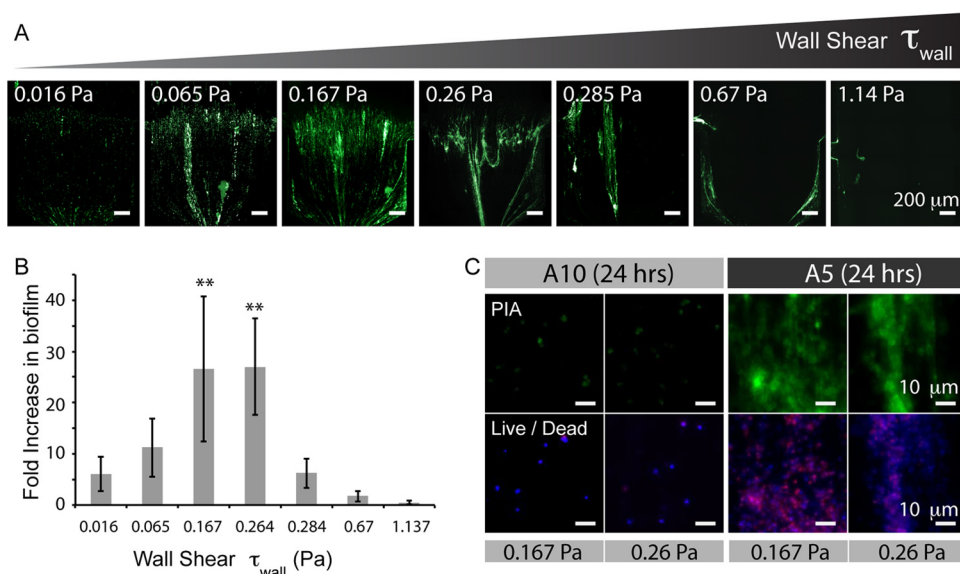 A
Wall Shear τwall
0.016 Pa 0.065 Pa 0.167 Pa 0.26 Pa 0.285 Pa 0.67 Pa 1.14 Pa
200 μm
B
Fold Increase in biofilm
40
30
20
10
0
** **
0.016 0.065 0.167 0.264 0.284 0.67 1.137
Wall Shear τwall (Pa)
C
A10 (24 hrs) A5 (24 hrs)
PIA
10 μm
Live / Dead
10 μm
0.167 Pa 0.26 Pa 0.167 Pa 0.26 Pa